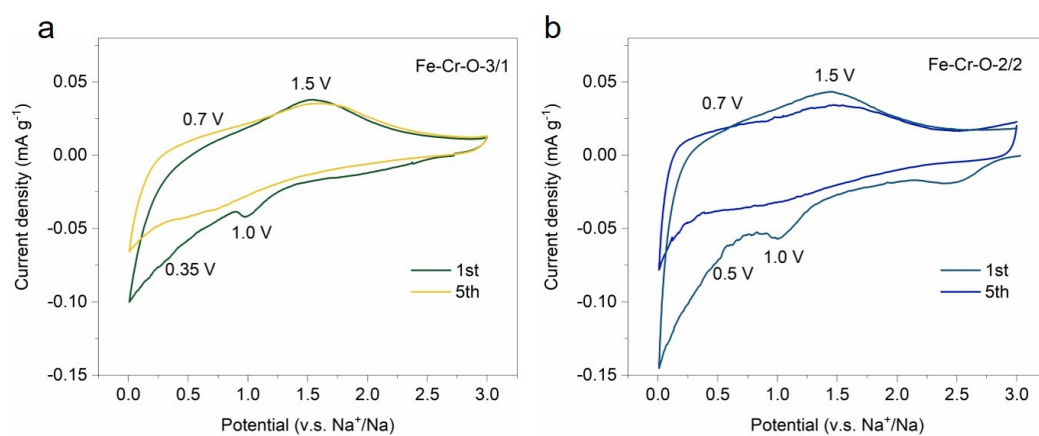 a
Fe-Cr-O-3/1
1.5 V
0.7 V
1.0 V
0.35 V
1st
5th
0.05
0.00
-0.05
-0.10
-0.15
Current density (mA g⁻¹)
0.0 0.5 1.0 1.5 2.0 2.5 3.0
Potential (v.s. Na⁺/Na)
b
Fe-Cr-O-2/2
1.5 V
0.7 V
1.0 V
0.5 V
1st
5th
0.05
0.00
-0.05
-0.10
-0.15
Current density (mA g⁻¹)
0.0 0.5 1.0 1.5 2.0 2.5 3.0
Potential (v.s. Na⁺/Na)